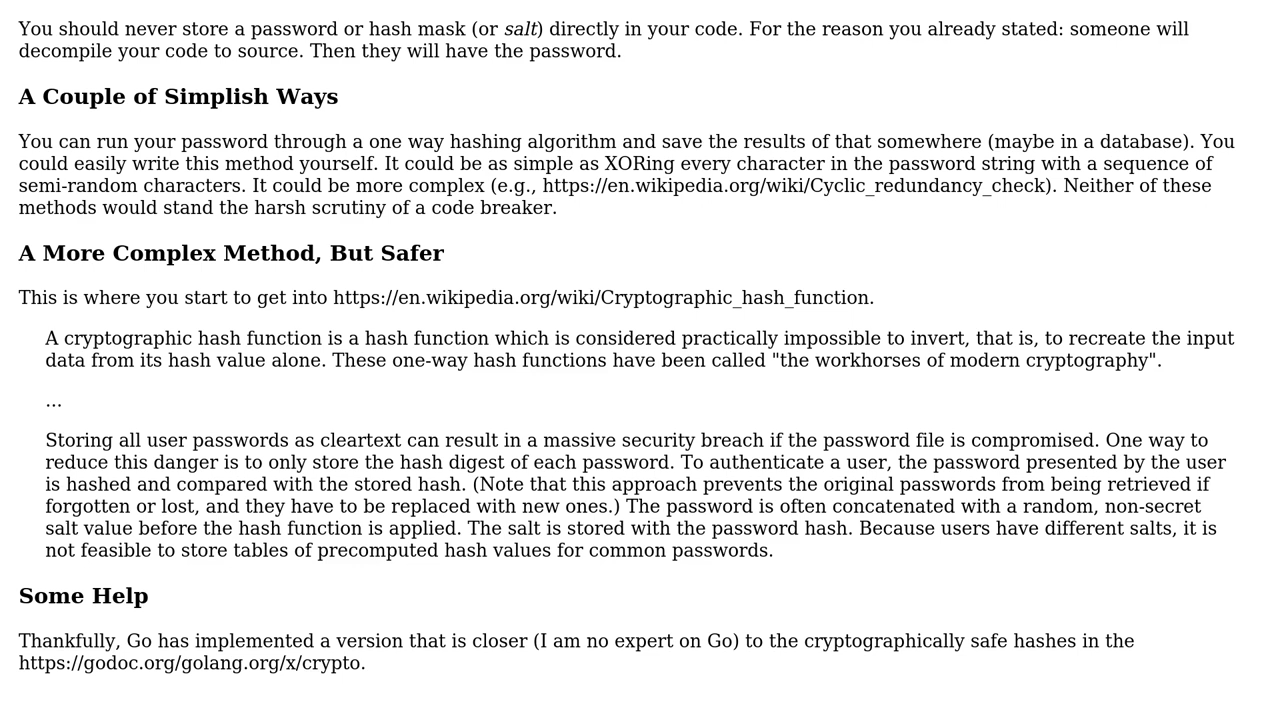 You should never store a password or hash mask (or salt) directly in your code. For the reason you already stated: someone will
decompile your code to source. Then they will have the password.
A Couple of Simplish Ways
You can run your password through a one way hashing algorithm and save the results of that somewhere (maybe in a database). You
could easily write this method yourself. It could be as simple as XORing every character in the password string with a sequence of
semi-random characters. It could be more complex (e.g., https://en.wikipedia.org/wiki/Cyclic_redundancy_check). Neither of these
methods would stand the harsh scrutiny of a code breaker.
A More Complex Method, But Safer
This is where you start to get into https://en.wikipedia.org/wiki/Cryptographic_hash_function.
A cryptographic hash function is a hash function which is considered practically impossible to invert, that is, to recreate the input
data from its hash value alone. These one-way hash functions have been called "the workhorses of modern cryptography".
...
Storing all user passwords as cleartext can result in a massive security breach if the password file is compromised. One way to
reduce this danger is to only store the hash digest of each password. To authenticate a user, the password presented by the user
is hashed and compared with the stored hash. (Note that this approach prevents the original passwords from being retrieved if
forgotten or lost, and they have to be replaced with new ones.) The password is often concatenated with a random, non-secret
salt value before the hash function is applied. The salt is stored with the password hash. Because users have different salts, it is
not feasible to store tables of precomputed hash values for common passwords.
Some Help
Thankfully, Go has implemented a version that is closer (I am no expert on Go) to the cryptographically safe hashes in the
https://godoc.org/golang.org/x/crypto.